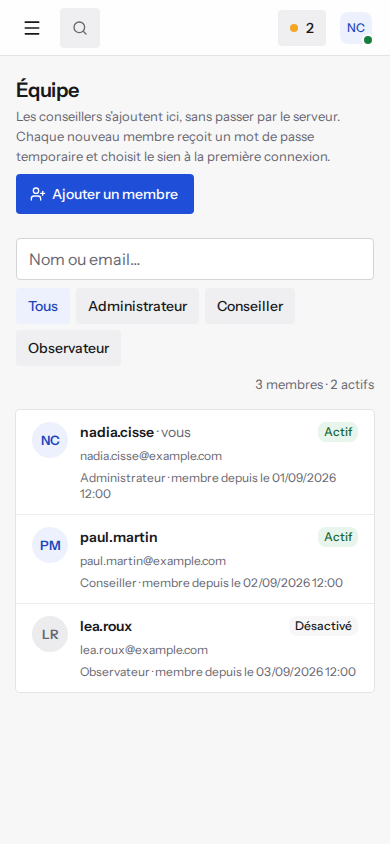 2
NC
Équipe
Les conseillers s'ajoutent ici, sans passer par le serveur.
Chaque nouveau membre reçoit un mot de passe
temporaire et choisit le sien à la première connexion.
Ajouter un membre
Nom ou email...
Tous
Administrateur
Conseiller
Observateur
3 membres · 2 actifs
NC
nadia.cisse · vous
Actif
nadia.cisse@example.com
Administrateur · membre depuis le 01/09/2026
12:00
PM
paul.martin
Actif
paul.martin@example.com
Conseiller · membre depuis le 02/09/2026 12:00
LR
lea.roux
Désactivé
lea.roux@example.com
Observateur · membre depuis le 03/09/2026 12:00